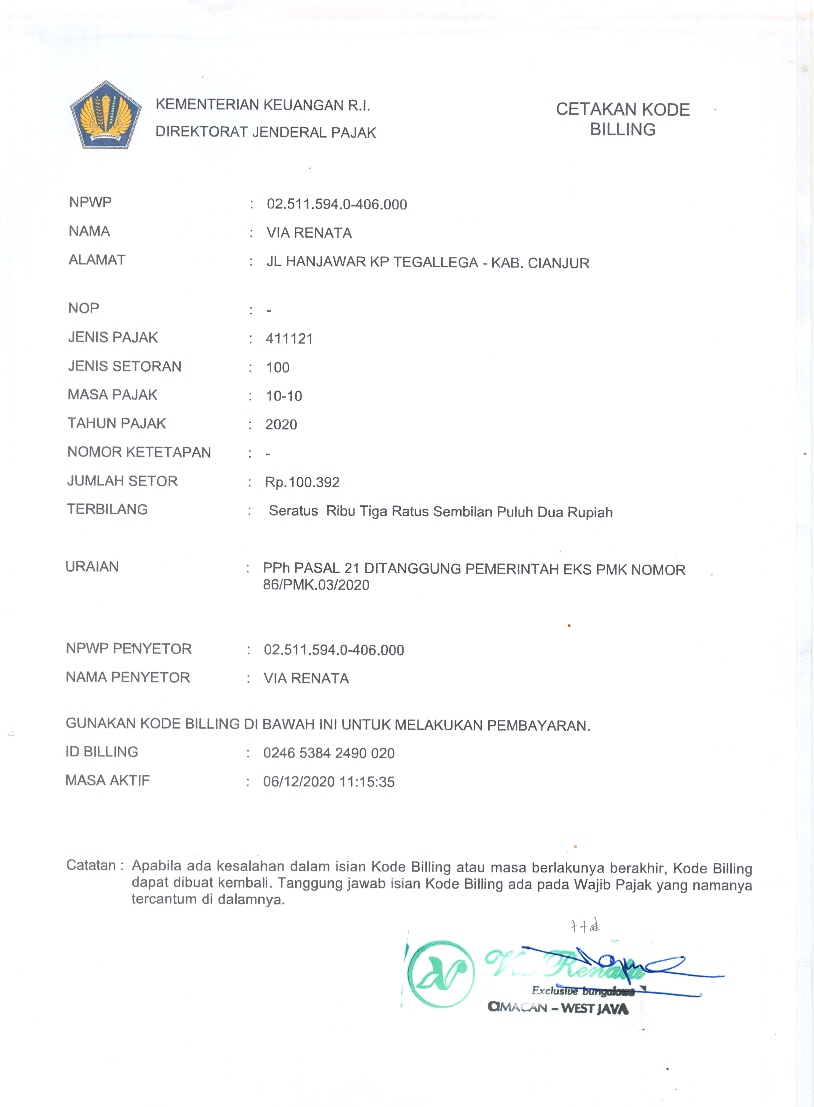 KEMENTERIAN KEUANGAN R.I.
DIREKTORAT JENDERAL PAJAK
CETAKAN KODE
BILLING
NPWP : 02.511.594.0-406.000
NAMA : VIA RENATA
ALAMAT : JL HANJAWAR KP TEGALLEGA - KAB. CIANJUR
NOP : -
JENIS PAJAK : 411121
JENIS SETORAN : 100
MASA PAJAK : 10-10
TAHUN PAJAK : 2020
NOMOR KETETAPAN : -
JUMLAH SETOR : Rp.100.392
TERBILANG : Seratus Ribu Tiga Ratus Sembilan Puluh Dua Rupiah
URAIAN : PPh PASAL 21 DITANGGUNG PEMERINTAH EKS PMK NOMOR
86/PMK.03/2020
NPWP PENYETOR : 02.511.594.0-406.000
NAMA PENYETOR : VIA RENATA
GUNAKAN KODE BILLING DI BAWAH INI UNTUK MELAKUKAN PEMBAYARAN.
ID BILLING : 0246 5384 2490 020
MASA AKTIF : 06/12/2020 11:15:35
Catatan : Apabila ada kesalahan dalam isian Kode Billing atau masa berlakunya berakhir, Kode Billing
dapat dibuat kembali. Tanggung jawab isian Kode Billing ada pada Wajib Pajak yang namanya
tercantum di dalamnya.
ttd
Via Renata
Exclusive bungalows
CIMACAN – WEST JAVA